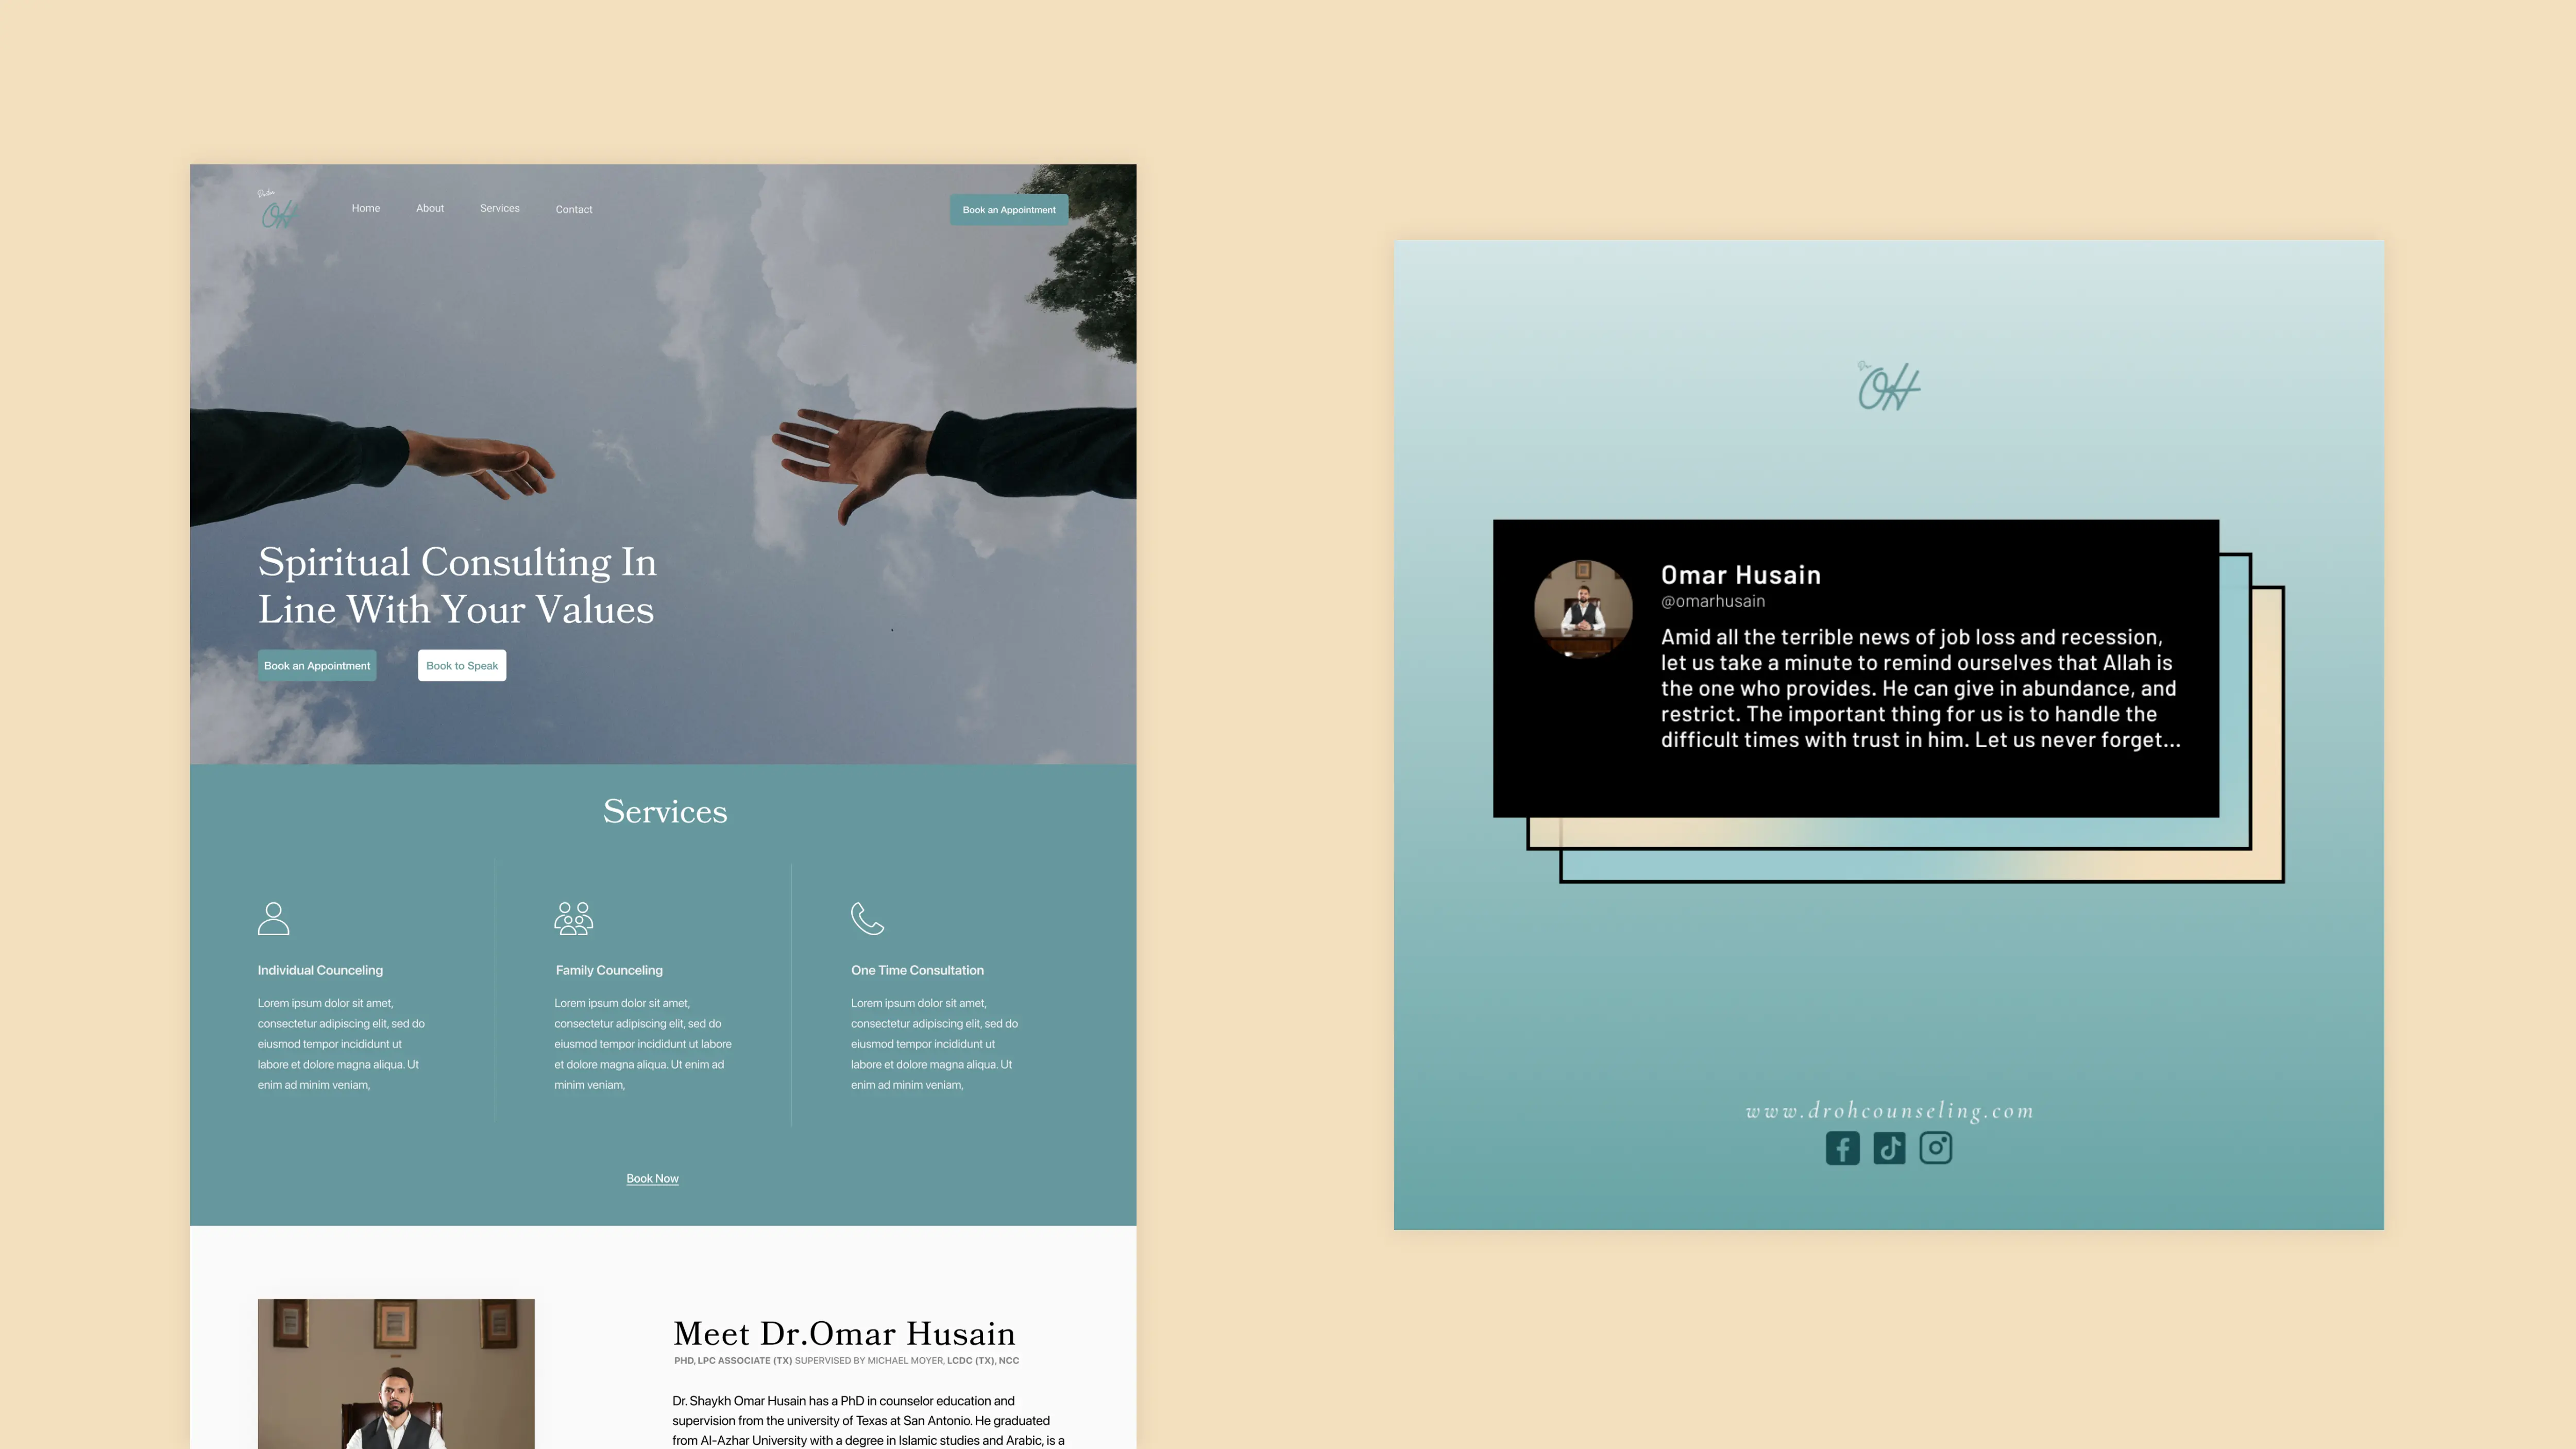 Doctor
OH
Home
About
Services
Contact
Book an Appointment
Spiritual Consulting In
Line With Your Values
Book an Appointment
Book to Speak
Services
Individual Counceling
Lorem ipsum dolor sit amet,
consectetur adipiscing elit, sed do
eiusmod tempor incididunt ut
labore et dolore magna aliqua. Ut
enim ad minim veniam,
Family Counceling
Lorem ipsum dolor sit amet,
consectetur adipiscing elit, sed do
eiusmod tempor incididunt ut labore
et dolore magna aliqua. Ut enim ad
minim veniam,
One Time Consultation
Lorem ipsum dolor sit amet,
consectetur adipiscing elit, sed do
eiusmod tempor incididunt ut
labore et dolore magna aliqua. Ut
enim ad minim veniam,
Book Now
Meet Dr.Omar Husain
PHD, LPC ASSOCIATE (TX) SUPERVISED BY MICHAEL MOYER, LCDC (TX), NCC
Dr. Shaykh Omar Husain has a PhD in counselor education and
supervision from the university of Texas at San Antonio. He graduated
from Al-Azhar University with a degree in Islamic studies and Arabic, is a
OH
Omar Husain
@omarhusain
Amid all the terrible news of job loss and recession,
let us take a minute to remind ourselves that Allah is
the one who provides. He can give in abundance, and
restrict. The important thing for us is to handle the
difficult times with trust in him. Let us never forget...
www.drohcounseling.com